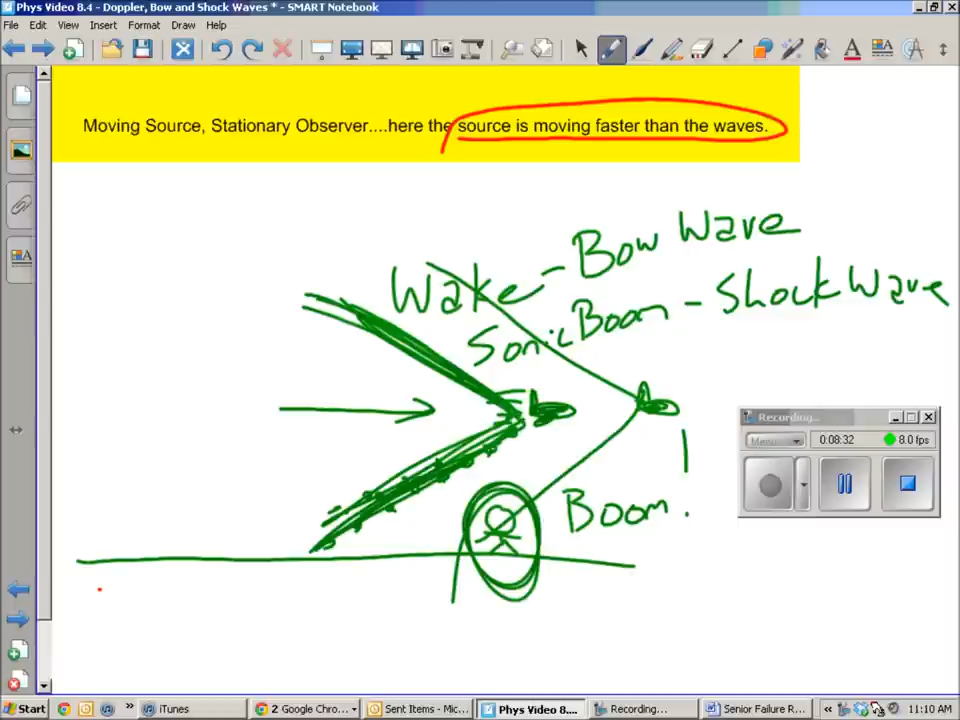 Phys Video 8.4 - Doppler, Bow and Shock Waves * - SMART Notebook
File Edit View Insert Format Draw Help
Moving Source, Stationary Observer....here the source is moving faster than the waves.
Wake - Bow Wave
Sonic Boom - Shock Wave
Boom!
Recording...
Menu
0:08:32
8.0 fps
Start
iTunes
2 Google Chro...
Sent Items - Mic...
Phys Video 8....
Recording...
Senior Failure R...
11:10 AM